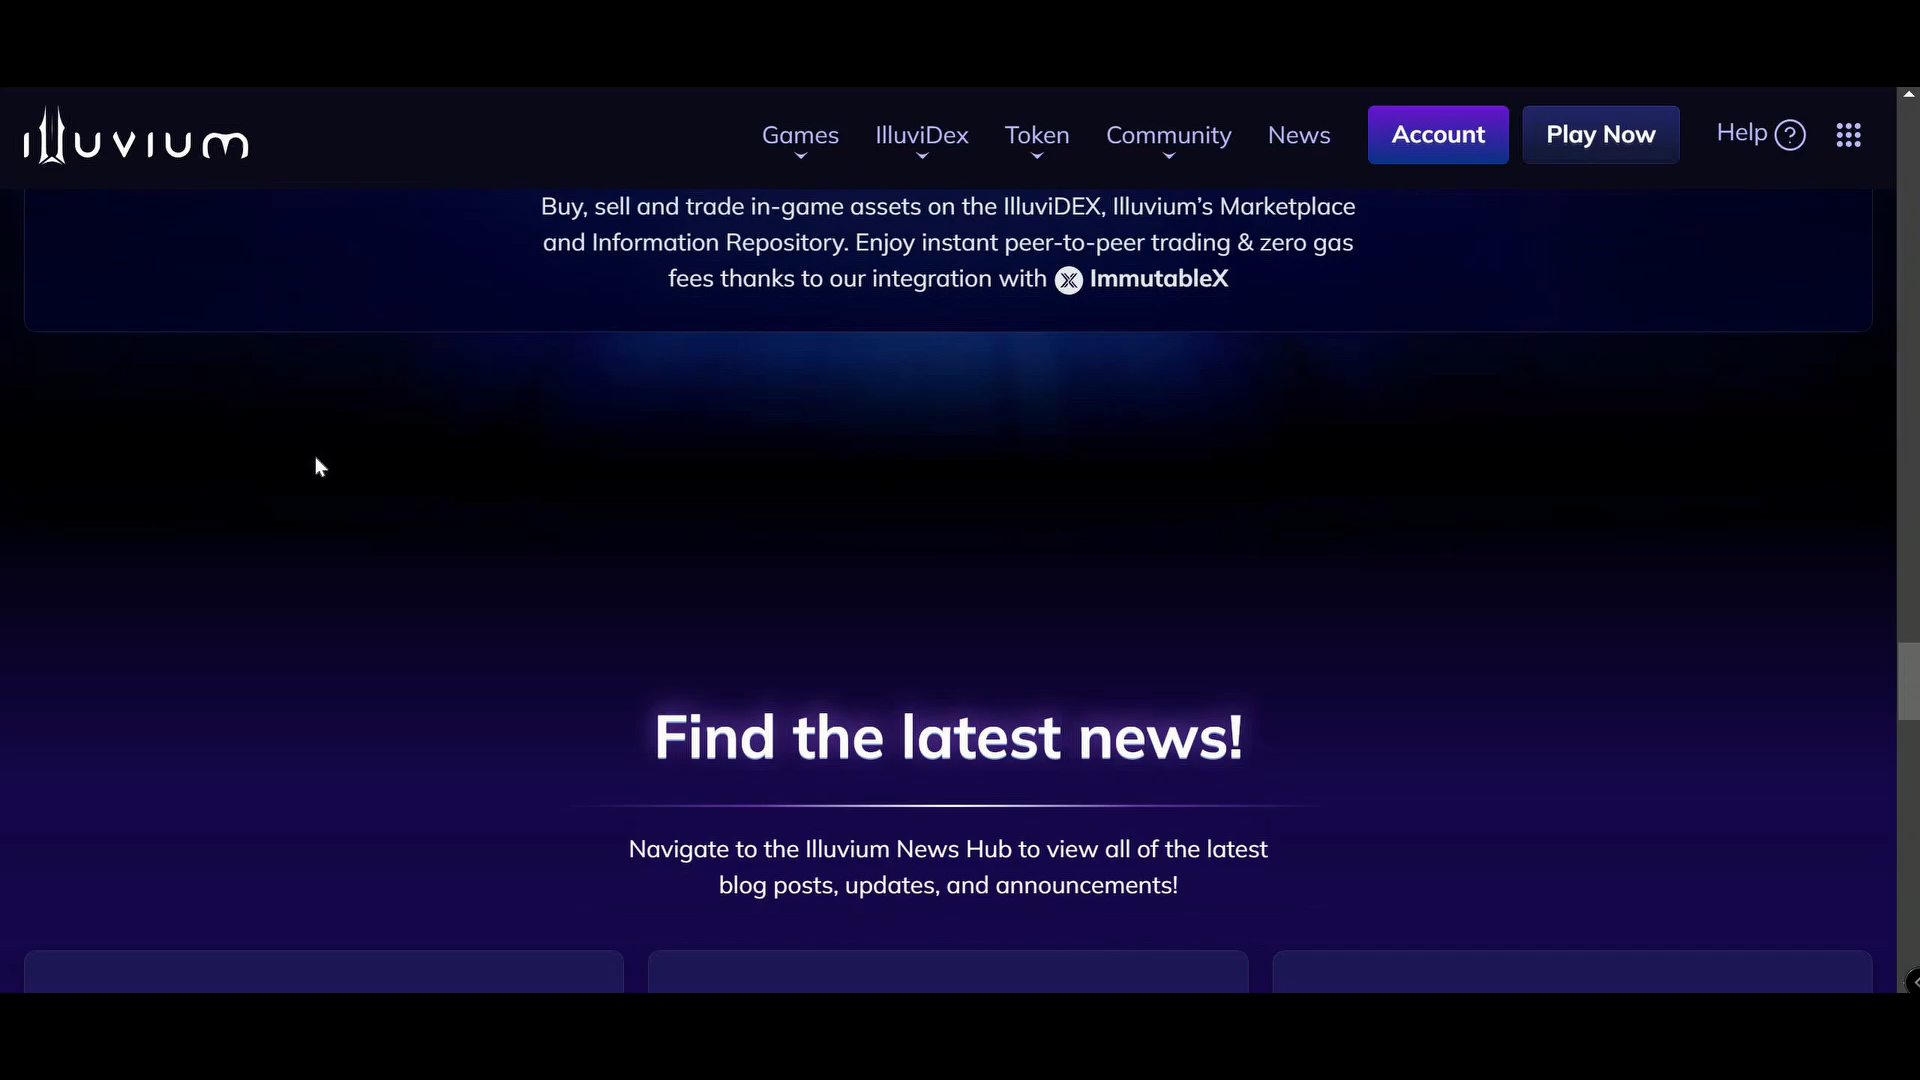 illuvium
Games IlluviDex Token Community News Account Play Now Help ?
Buy, sell and trade in-game assets on the IlluviDEX, Illuvium’s Marketplace
and Information Repository. Enjoy instant peer-to-peer trading & zero gas
fees thanks to our integration with ImmutableX
Find the latest news!
Navigate to the Illuvium News Hub to view all of the latest
blog posts, updates, and announcements!